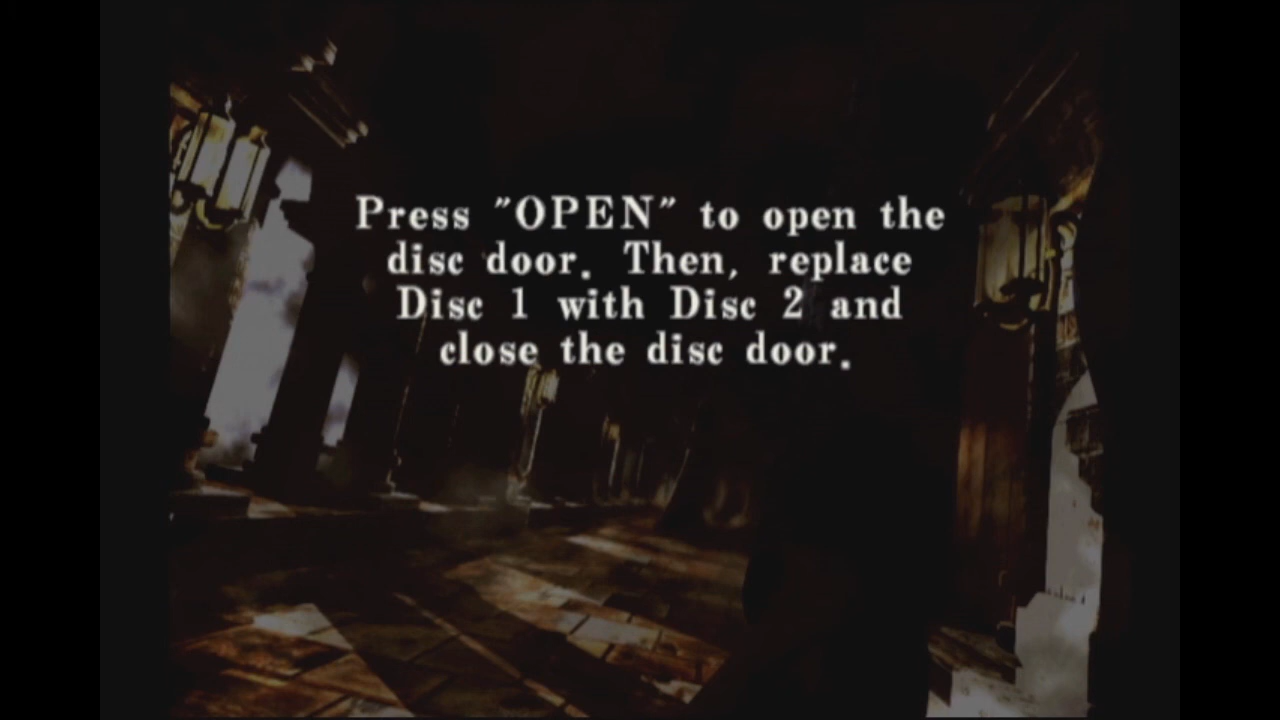 Press "OPEN" to open the
disc door. Then, replace
Disc 1 with Disc 2 and
close the disc door.